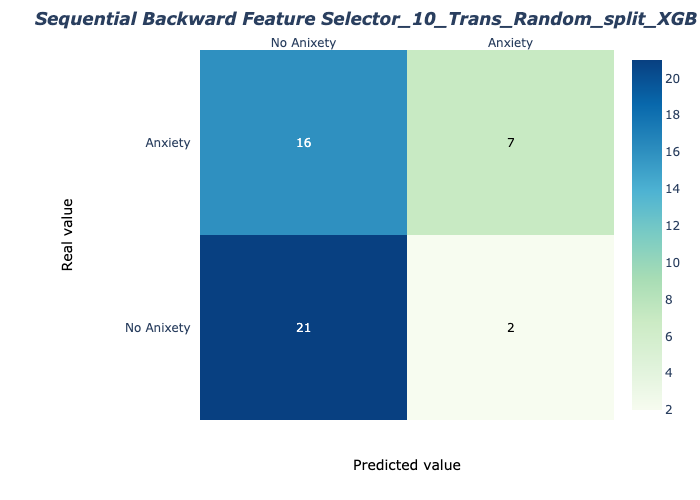 Sequential Backward Feature Selector_10_Trans_Random_split_XGB
No Anixety Anxiety
Anxiety 16 7
No Anixety 21 2
Real value
Predicted value
20
18
16
14
12
10
8
6
4
2